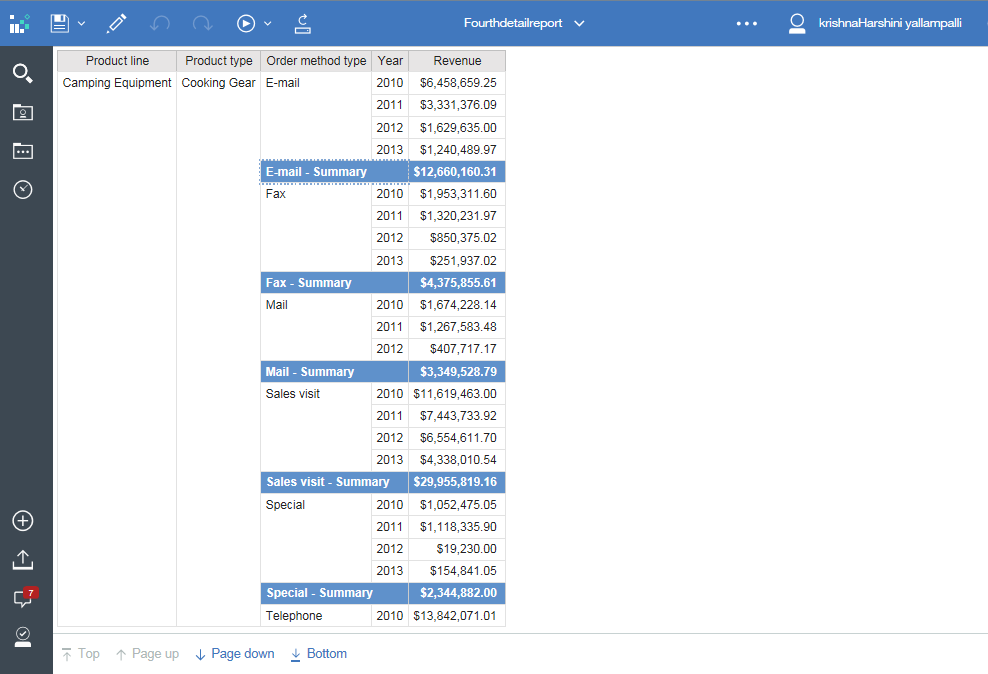 Fourthdetailreport
krishnaHarshini yallampalli
Product line Product type Order method type Year Revenue
Camping Equipment Cooking Gear E-mail 2010 $6,458,659.25
2011 $3,331,376.09
2012 $1,629,635.00
2013 $1,240,489.97
E-mail - Summary $12,660,160.31
Fax 2010 $1,953,311.60
2011 $1,320,231.97
2012 $850,375.02
2013 $251,937.02
Fax - Summary $4,375,855.61
Mail 2010 $1,674,228.14
2011 $1,267,583.48
2012 $407,717.17
Mail - Summary $3,349,528.79
Sales visit 2010 $11,619,463.00
2011 $7,443,733.92
2012 $6,554,611.70
2013 $4,338,010.54
Sales visit - Summary $29,955,819.16
Special 2010 $1,052,475.05
2011 $1,118,335.90
2012 $19,230.00
2013 $154,841.05
Special - Summary $2,344,882.00
Telephone 2010 $13,842,071.01
7
Top Page up Page down Bottom